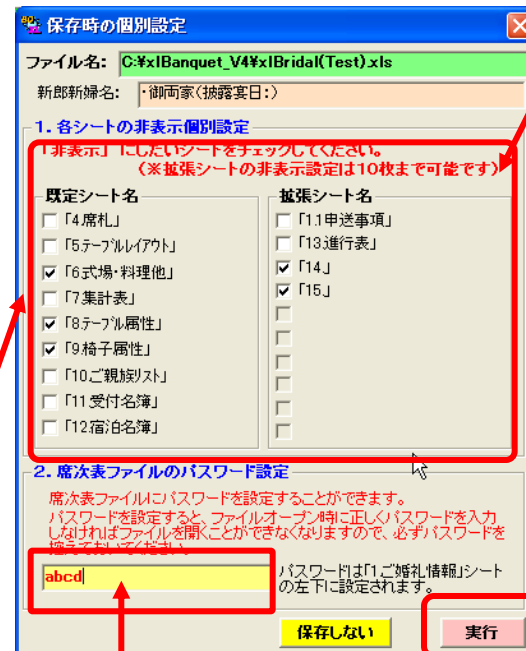 保存時の個別設定
ファイル名: C:¥xlBanquet_V4¥xlBridal(Test).xls
新郎新婦名: ・御両家(披露宴日:)
1. 各シートの非表示個別設定
「非表示」にしたいシートをチェックしてください。
(※拡張シートの非表示設定は10枚まで可能です)
既定シート名
「4.席札」
「5.テーブルレイアウト」
「6.式場・料理他」
「7.集計表」
「8.テーブル属性」
「9.椅子属性」
「10.ご親族リスト」
「11.受付名簿」
「12.宿泊名簿」
拡張シート名
「1.1申送事項」
「13.進行表」
「14.」
「15.」
2. 席次表ファイルのパスワード設定
席次表ファイルにパスワードを設定することができます。
パスワードを設定すると、ファイルオープン時に正しくパスワードを入力
しなければファイルを開くことができなくなりますので、必ずパスワードを
控えておいてください。
abcd
パスワードは「1.ご婚礼情報」シート
の左下に設定されます。
保存しない
実行